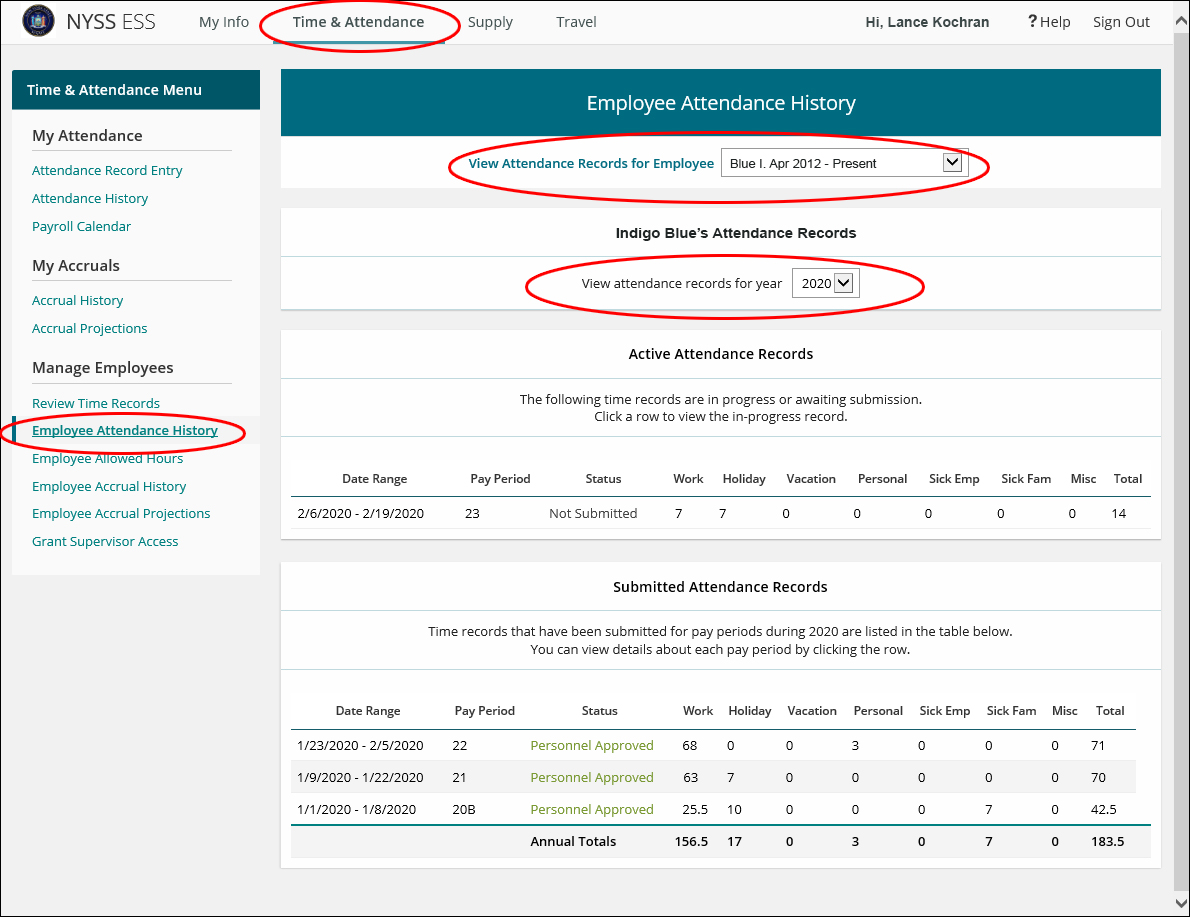 NYSS ESS My Info Time & Attendance Supply Travel Hi, Lance Kochran ? Help Sign Out
Time & Attendance Menu
My Attendance
Attendance Record Entry
Attendance History
Payroll Calendar
My Accruals
Accrual History
Accrual Projections
Manage Employees
Review Time Records
Employee Attendance History
Employee Allowed Hours
Employee Accrual History
Employee Accrual Projections
Grant Supervisor Access
Employee Attendance History
View Attendance Records for Employee Blue I. Apr 2012 - Present
Indigo Blue's Attendance Records
View attendance records for year 2020
Active Attendance Records
The following time records are in progress or awaiting submission.
Click a row to view the in-progress record.
Date Range Pay Period Status Work Holiday Vacation Personal Sick Emp Sick Fam Misc Total
2/6/2020 - 2/19/2020 23 Not Submitted 7 7 0 0 0 0 0 14
Submitted Attendance Records
Time records that have been submitted for pay periods during 2020 are listed in the table below.
You can view details about each pay period by clicking the row.
Date Range Pay Period Status Work Holiday Vacation Personal Sick Emp Sick Fam Misc Total
1/23/2020 - 2/5/2020 22 Personnel Approved 68 0 0 3 0 0 0 71
1/9/2020 - 1/22/2020 21 Personnel Approved 63 7 0 0 0 0 0 70
1/1/2020 - 1/8/2020 20B Personnel Approved 25.5 10 0 0 0 7 0 42.5
Annual Totals 156.5 17 0 3 0 7 0 183.5